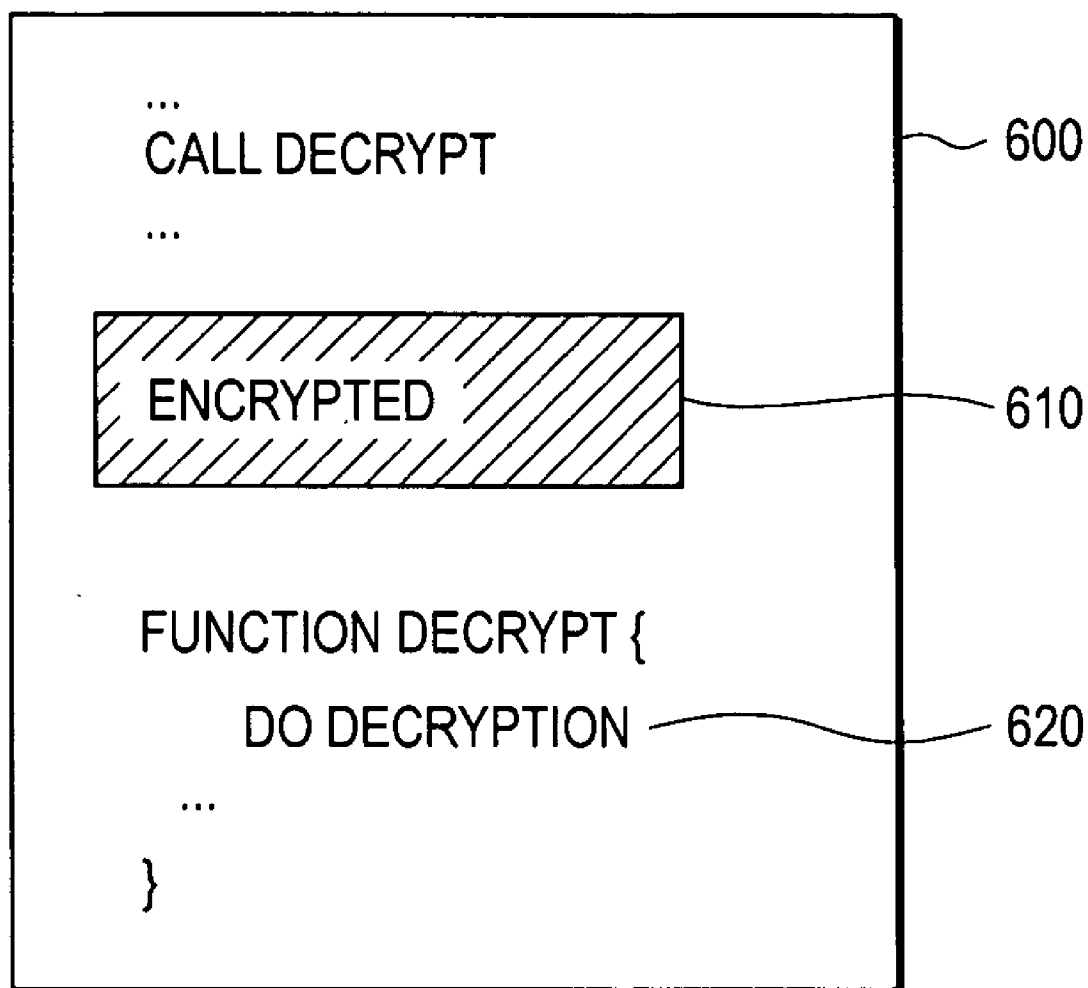 ...
CALL DECRYPT
600
...
ENCRYPTED
610
FUNCTION DECRYPT {
DO DECRYPTION
620
...
}